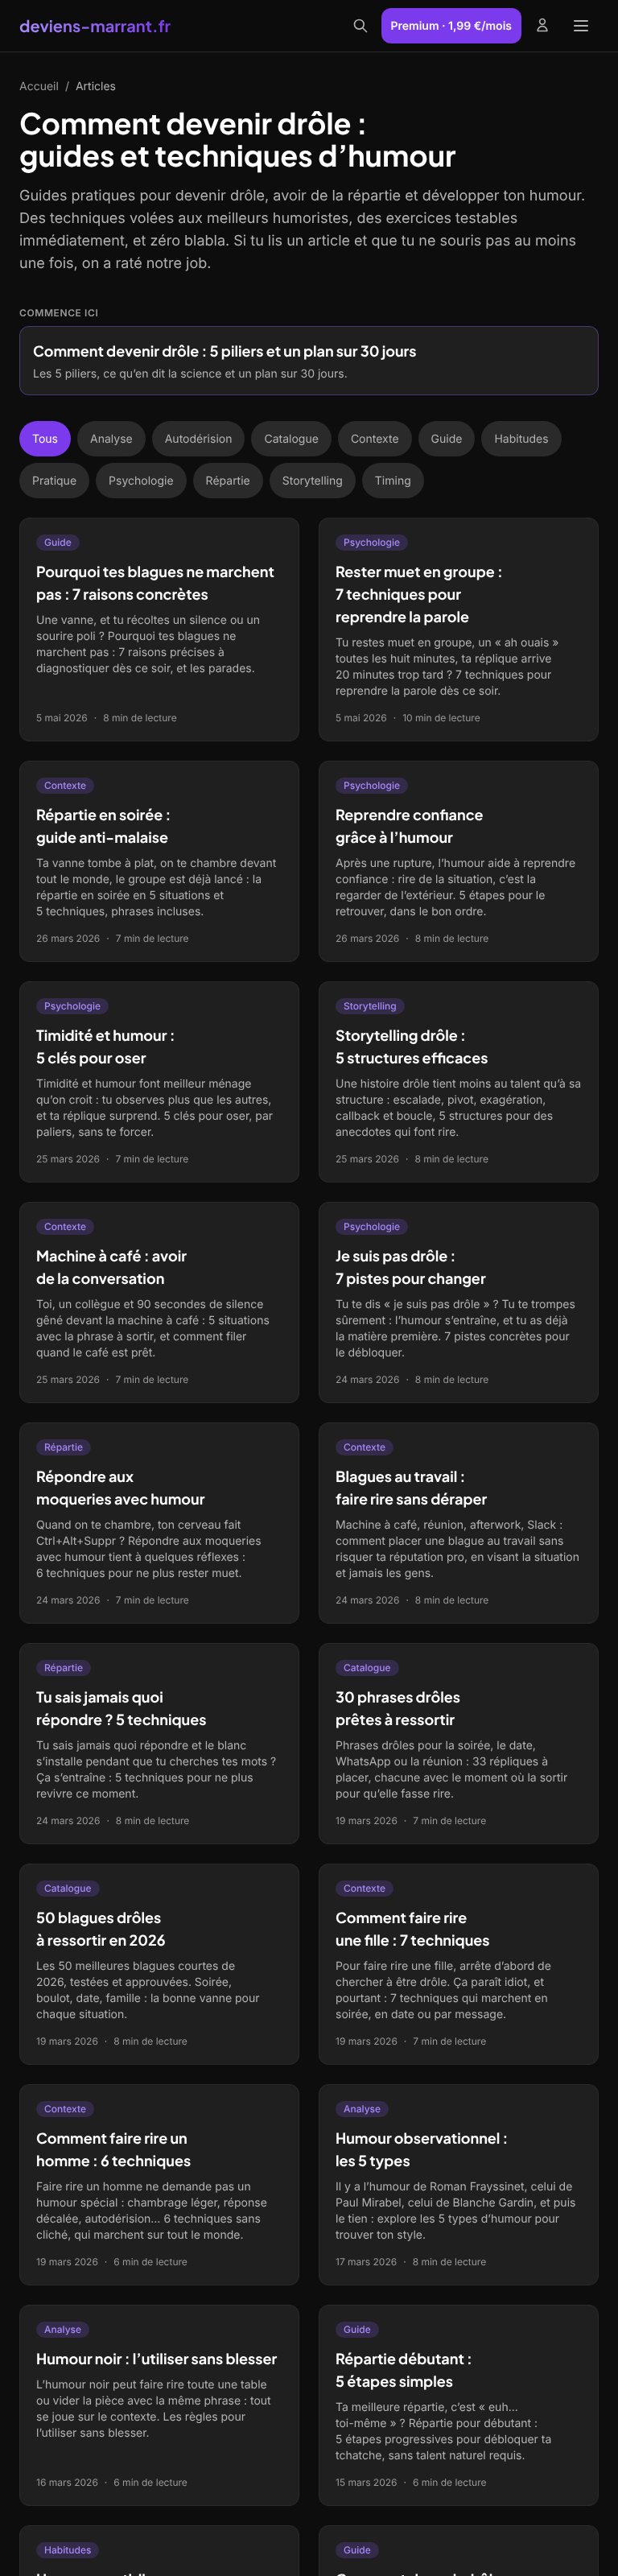 deviens-marrant.fr
Premium · 1,99 €/mois
Accueil / Articles
Comment devenir drôle :
guides et techniques d’humour
Guides pratiques pour devenir drôle, avoir de la répartie et développer ton humour.
Des techniques volées aux meilleurs humoristes, des exercices testables
immédiatement, et zéro blabla. Si tu lis un article et que tu ne souris pas au moins
une fois, on a raté notre job.
COMMENCE ICI
Comment devenir drôle : 5 piliers et un plan sur 30 jours
Les 5 piliers, ce qu’en dit la science et un plan sur 30 jours.
Tous Analyse Autodérision Catalogue Contexte Guide Habitudes
Pratique Psychologie Répartie Storytelling Timing
Guide
Pourquoi tes blagues ne marchent
pas : 7 raisons concrètes
Une vanne, et tu récoltes un silence ou un
sourire poli ? Pourquoi tes blagues ne
marchent pas : 7 raisons précises à
diagnostiquer dès ce soir, et les parades.
5 mai 2026 · 8 min de lecture
Psychologie
Rester muet en groupe :
7 techniques pour
reprendre la parole
Tu restes muet en groupe, un « ah ouais »
toutes les huit minutes, ta réplique arrive
20 minutes trop tard ? 7 techniques pour
reprendre la parole dès ce soir.
5 mai 2026 · 10 min de lecture
Contexte
Répartie en soirée :
guide anti-malaise
Ta vanne tombe à plat, on te chambre devant
tout le monde, le groupe est déjà lancé : la
répartie en soirée en 5 situations et
5 techniques, phrases incluses.
26 mars 2026 · 7 min de lecture
Psychologie
Reprendre confiance
grâce à l’humour
Après une rupture, l’humour aide à reprendre
confiance : rire de la situation, c’est la
regarder de l’extérieur. 5 étapes pour le
retrouver, dans le bon ordre.
26 mars 2026 · 8 min de lecture
Psychologie
Timidité et humour :
5 clés pour oser
Timidité et humour font meilleur ménage
qu’on croit : tu observes plus que les autres,
et ta réplique surprend. 5 clés pour oser, par
paliers, sans te forcer.
25 mars 2026 · 7 min de lecture
Storytelling
Storytelling drôle :
5 structures efficaces
Une histoire drôle tient moins au talent qu’à sa
structure : escalade, pivot, exagération,
callback et boucle, 5 structures pour des
anecdotes qui font rire.
25 mars 2026 · 8 min de lecture
Contexte
Machine à café : avoir
de la conversation
Toi, un collègue et 90 secondes de silence
gêné devant la machine à café : 5 situations
avec la phrase à sortir, et comment filer
quand le café est prêt.
25 mars 2026 · 7 min de lecture
Psychologie
Je suis pas drôle :
7 pistes pour changer
Tu te dis « je suis pas drôle » ? Tu te trompes
sûrement : l’humour s’entraîne, et tu as déjà
la matière première. 7 pistes concrètes pour
le débloquer.
24 mars 2026 · 8 min de lecture
Répartie
Répondre aux
moqueries avec humour
Quand on te chambre, ton cerveau fait
Ctrl+Alt+Suppr ? Répondre aux moqueries
avec humour tient à quelques réflexes :
6 techniques pour ne plus rester muet.
24 mars 2026 · 7 min de lecture
Contexte
Blagues au travail :
faire rire sans déraper
Machine à café, réunion, afterwork, Slack :
comment placer une blague au travail sans
risquer ta réputation pro, en visant la situation
et jamais les gens.
24 mars 2026 · 8 min de lecture
Répartie
Tu sais jamais quoi
répondre ? 5 techniques
Tu sais jamais quoi répondre et le blanc
s’installe pendant que tu cherches tes mots ?
Ça s’entraîne : 5 techniques pour ne plus
revivre ce moment.
24 mars 2026 · 8 min de lecture
Catalogue
30 phrases drôles
prêtes à ressortir
Phrases drôles pour la soirée, le date,
WhatsApp ou la réunion : 33 répliques à
placer, chacune avec le moment où la sortir
pour qu’elle fasse rire.
19 mars 2026 · 7 min de lecture
Catalogue
50 blagues drôles
à ressortir en 2026
Les 50 meilleures blagues courtes de
2026, testées et approuvées. Soirée,
boulot, date, famille : la bonne vanne pour
chaque situation.
19 mars 2026 · 8 min de lecture
Contexte
Comment faire rire
une fille : 7 techniques
Pour faire rire une fille, arrête d’abord de
chercher à être drôle. Ça paraît idiot, et
pourtant : 7 techniques qui marchent en
soirée, en date ou par message.
19 mars 2026 · 7 min de lecture
Contexte
Comment faire rire un
homme : 6 techniques
Faire rire un homme ne demande pas un
humour spécial : chambrage léger, réponse
décalée, autodérision... 6 techniques sans
cliché, qui marchent sur tout le monde.
19 mars 2026 · 6 min de lecture
Analyse
Humour observationnel :
les 5 types
Il y a l’humour de Roman Frayssinet, celui de
Paul Mirabel, celui de Blanche Gardin, et puis
le tien : explore les 5 types d’humour pour
trouver ton style.
17 mars 2026 · 8 min de lecture
Analyse
Humour noir : l’utiliser sans blesser
L’humour noir peut faire rire toute une table
ou vider la pièce avec la même phrase : tout
se joue sur le contexte. Les règles pour
l’utiliser sans blesser.
16 mars 2026 · 6 min de lecture
Guide
Répartie débutant :
5 étapes simples
Ta meilleure répartie, c’est « euh...
toi-même » ? Répartie pour débutant :
5 étapes progressives pour débloquer ta
tchatche, sans talent naturel requis.
15 mars 2026 · 6 min de lecture
Habitudes
Guide